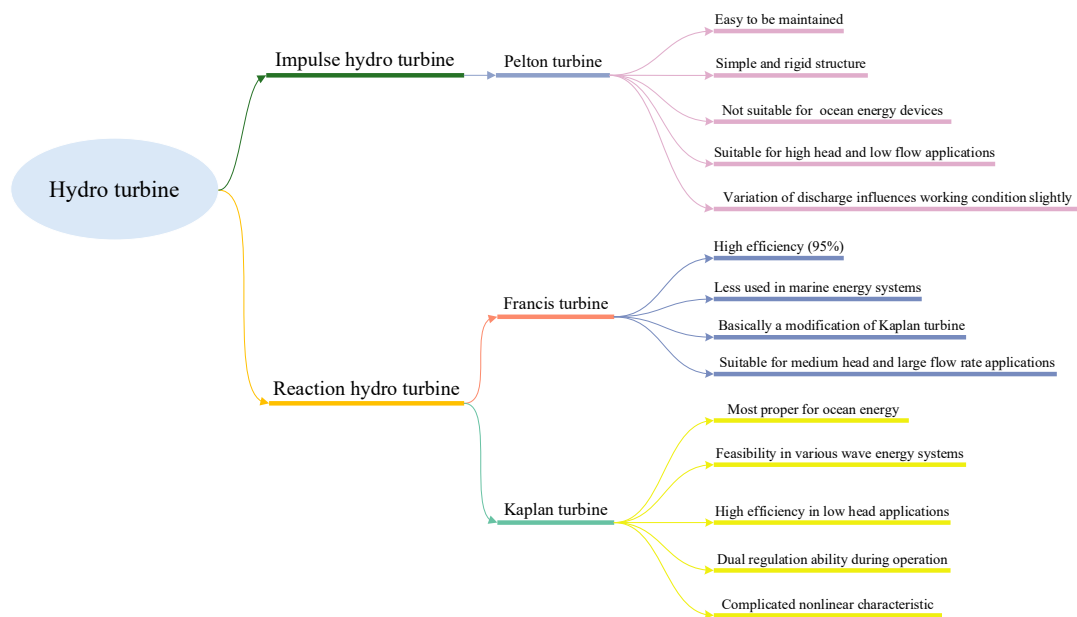 Hydro turbine
Impulse hydro turbine
Pelton turbine
Easy to be maintained
Simple and rigid structure
Not suitable for ocean energy devices
Suitable for high head and low flow applications
Variation of discharge influences working condition slightly
Reaction hydro turbine
Francis turbine
High efficiency (95%)
Less used in marine energy systems
Basically a modification of Kaplan turbine
Suitable for medium head and large flow rate applications
Kaplan turbine
Most proper for ocean energy
Feasibility in various wave energy systems
High efficiency in low head applications
Dual regulation ability during operation
Complicated nonlinear characteristic